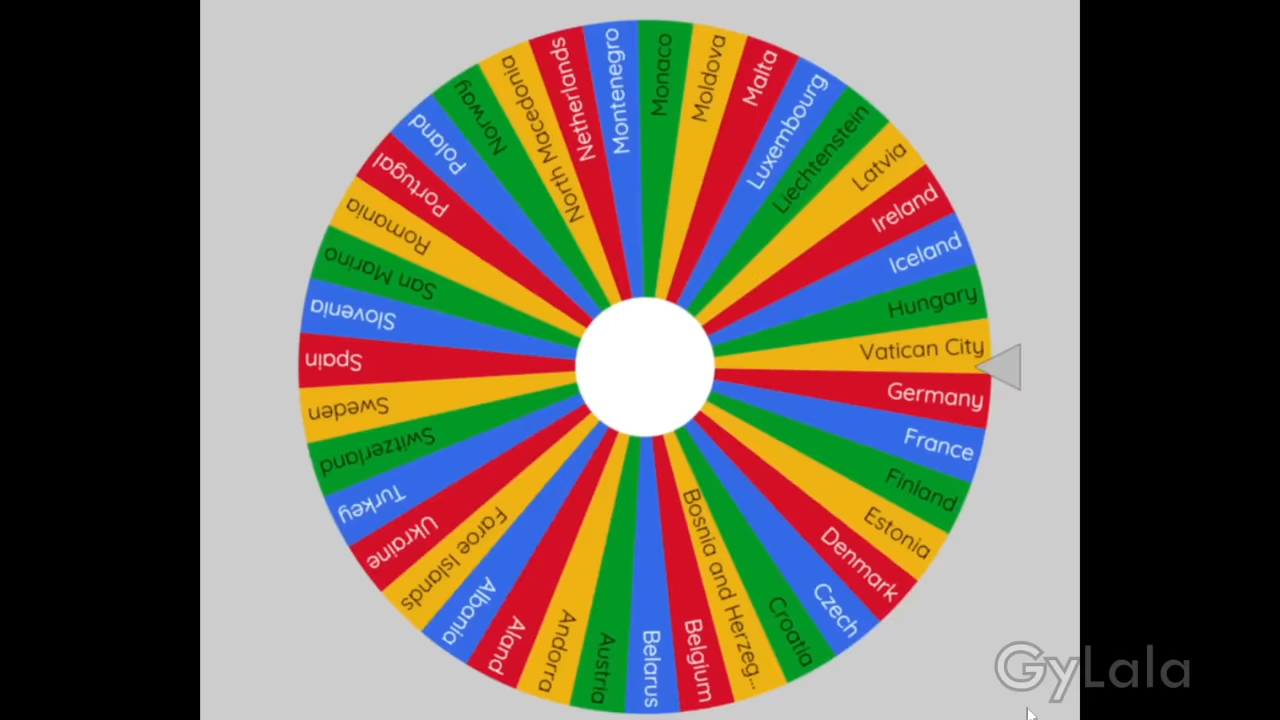 Monaco
Moldova
Malta
Luxembourg
Liechtenstein
Latvia
Ireland
Iceland
Hungary
Vatican City
Germany
France
Finland
Estonia
Denmark
Czech
Croatia
Bosnia and Herzeg...
Belgium
Belarus
Austria
Andorra
Aland
Albania
Faroe Islands
Ukraine
Turkey
Switzerland
Sweden
Spain
Slovenia
San Marino
Romania
Portugal
Poland
Norway
North Macedonia
Netherlands
Montenegro
GyLala